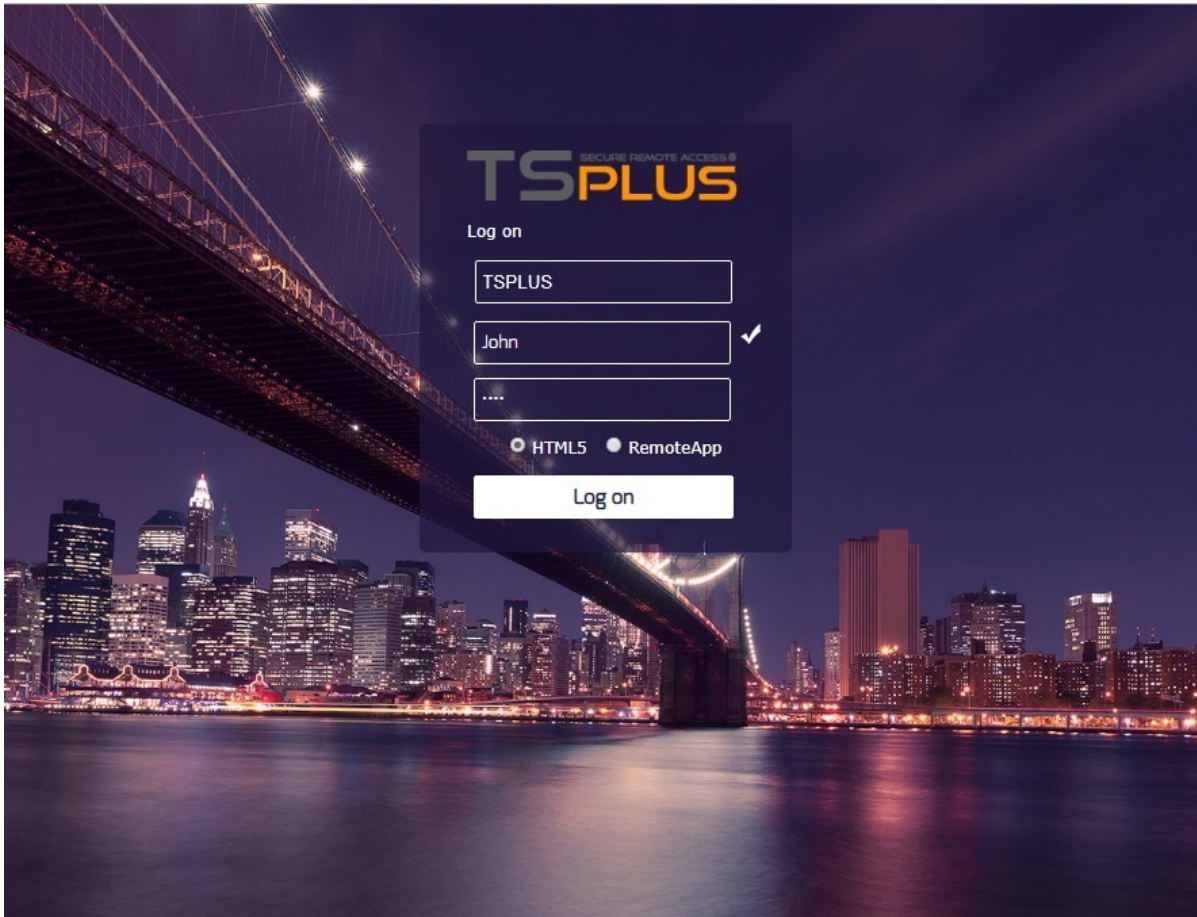 TSPLUS SECURE REMOTE ACCESS®
Log on
TSPLUS
John
....
HTML5 RemoteApp
Log on